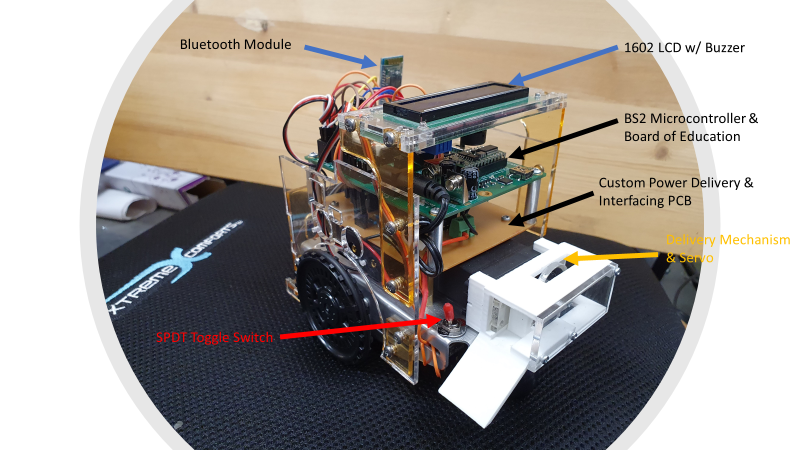 Bluetooth Module
1602 LCD w/ Buzzer
BS2 Microcontroller &
Board of Education
Custom Power Delivery &
Interfacing PCB
Delivery Mechanism
& Servo
SPDT Toggle Switch
XTREME COMFORTS